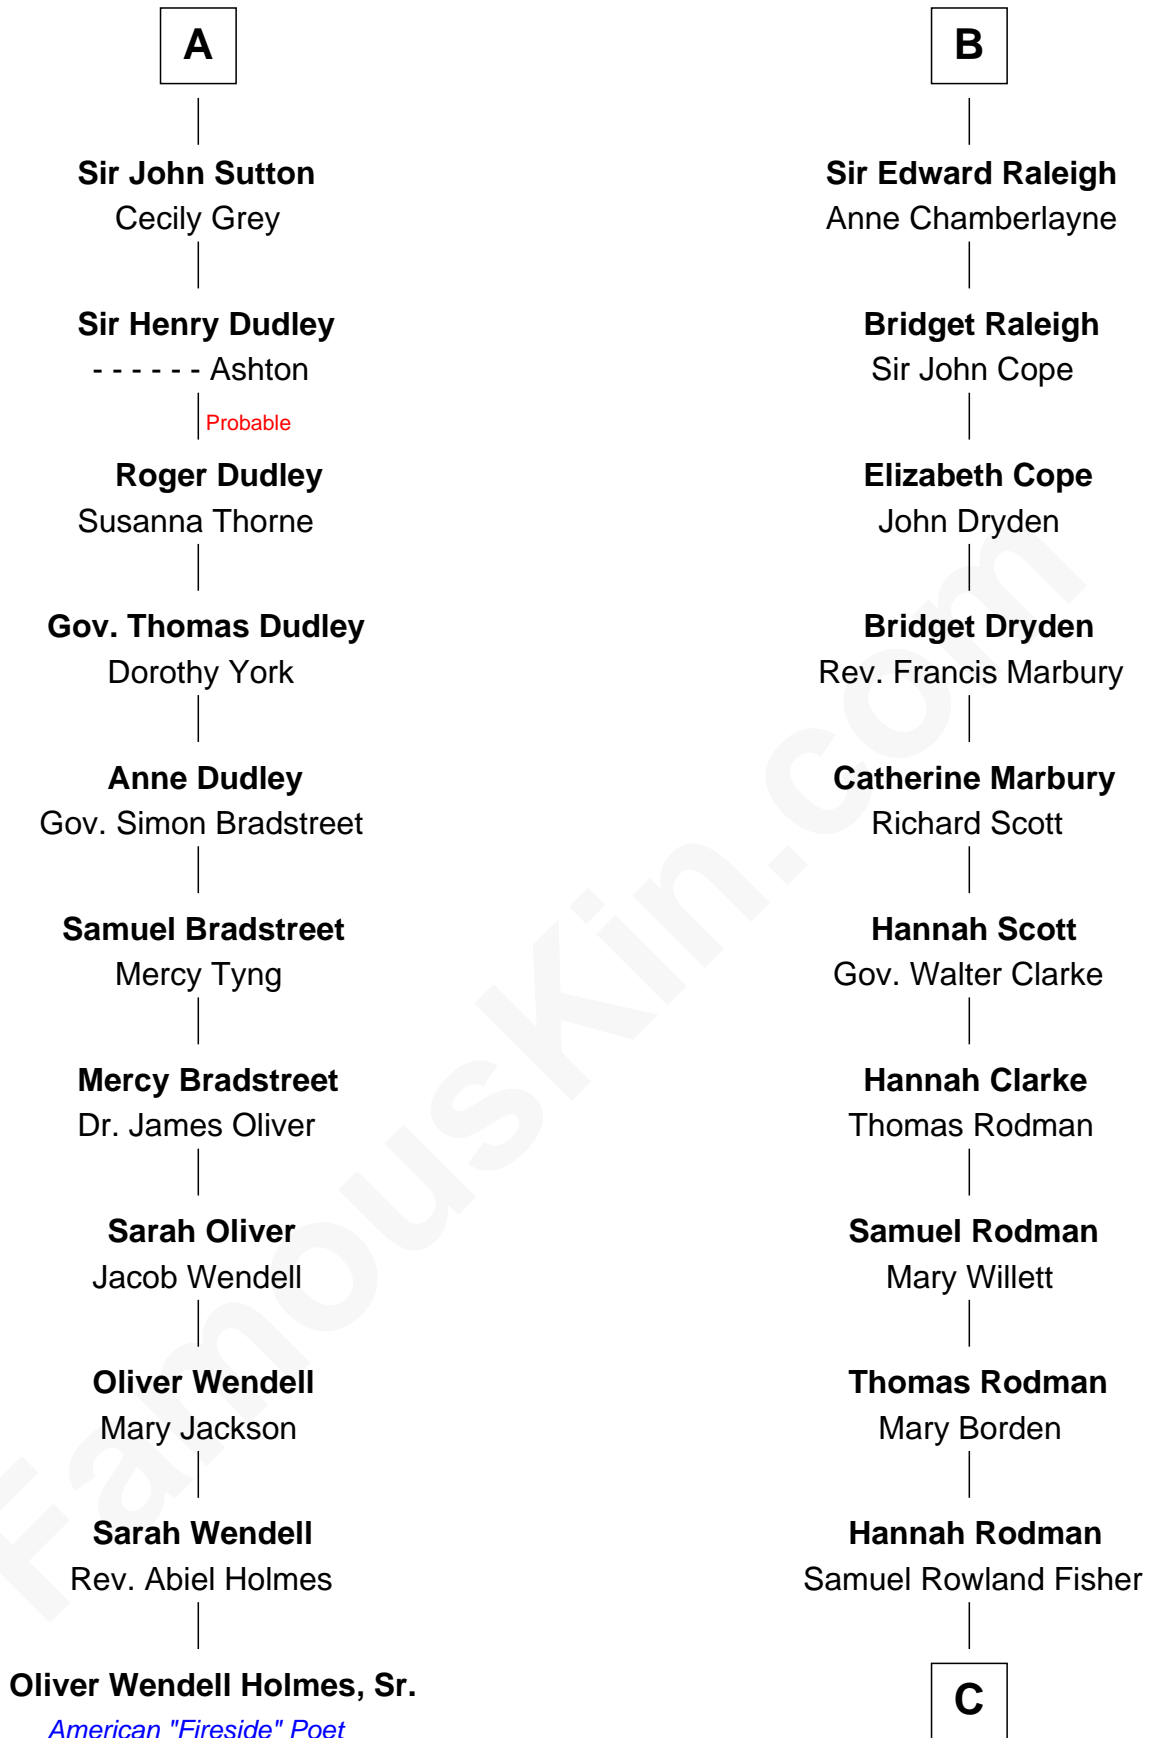 A
Sir John Sutton
Cecily Grey
Sir Henry Dudley
- - - - - - Ashton
Probable
Roger Dudley
Susanna Thorne
Gov. Thomas Dudley
Dorothy York
Anne Dudley
Gov. Simon Bradstreet
Samuel Bradstreet
Mercy Tyng
Mercy Bradstreet
Dr. James Oliver
Sarah Oliver
Jacob Wendell
Oliver Wendell
Mary Jackson
Sarah Wendell
Rev. Abiel Holmes
Oliver Wendell Holmes, Sr.
American "Fireside" Poet
B
Sir Edward Raleigh
Anne Chamberlayne
Bridget Raleigh
Sir John Cope
Elizabeth Cope
John Dryden
Bridget Dryden
Rev. Francis Marbury
Catherine Marbury
Richard Scott
Hannah Scott
Gov. Walter Clarke
Hannah Clarke
Thomas Rodman
Samuel Rodman
Mary Willett
Thomas Rodman
Mary Borden
Hannah Rodman
Samuel Rowland Fisher
C
FamousKin.com